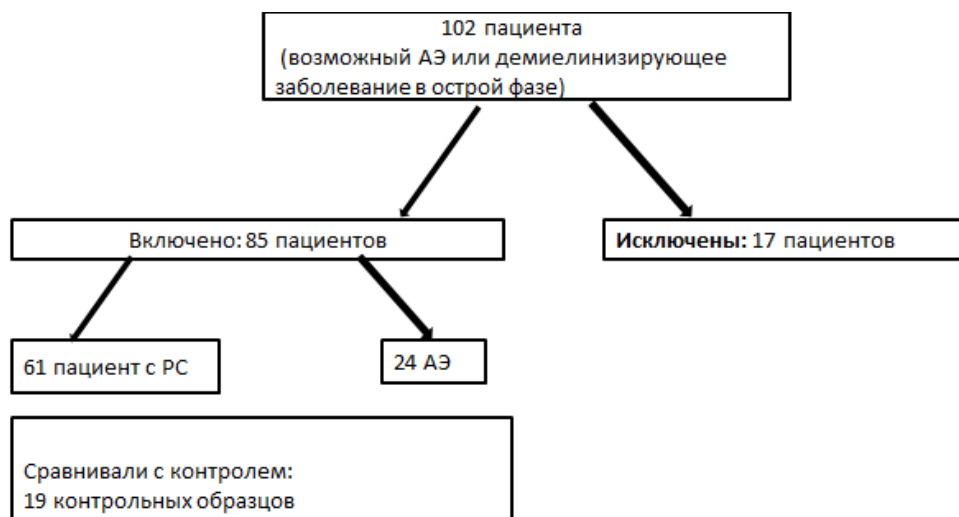 102 пациента
(возможный АЭ или демиелинизирующее
заболевание в острой фазе)
Включено: 85 пациентов
Исключены: 17 пациентов
61 пациент с РС
24 АЭ
Сравнивали с контролем:
19 контрольных образцов